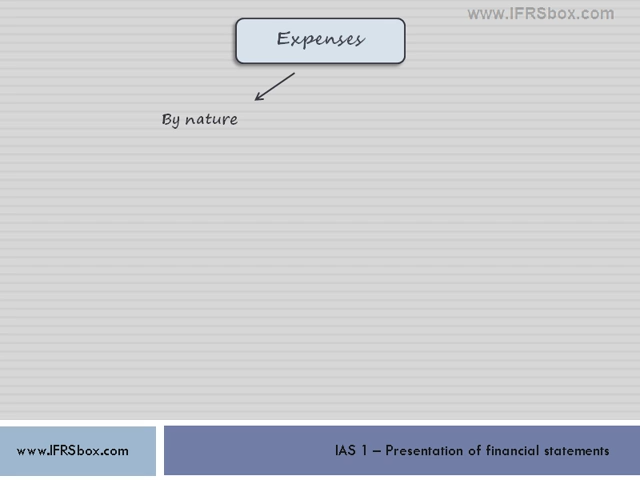 www.IFRSbox.com
Expenses
By nature
www.IFRSbox.com
IAS 1 – Presentation of financial statements